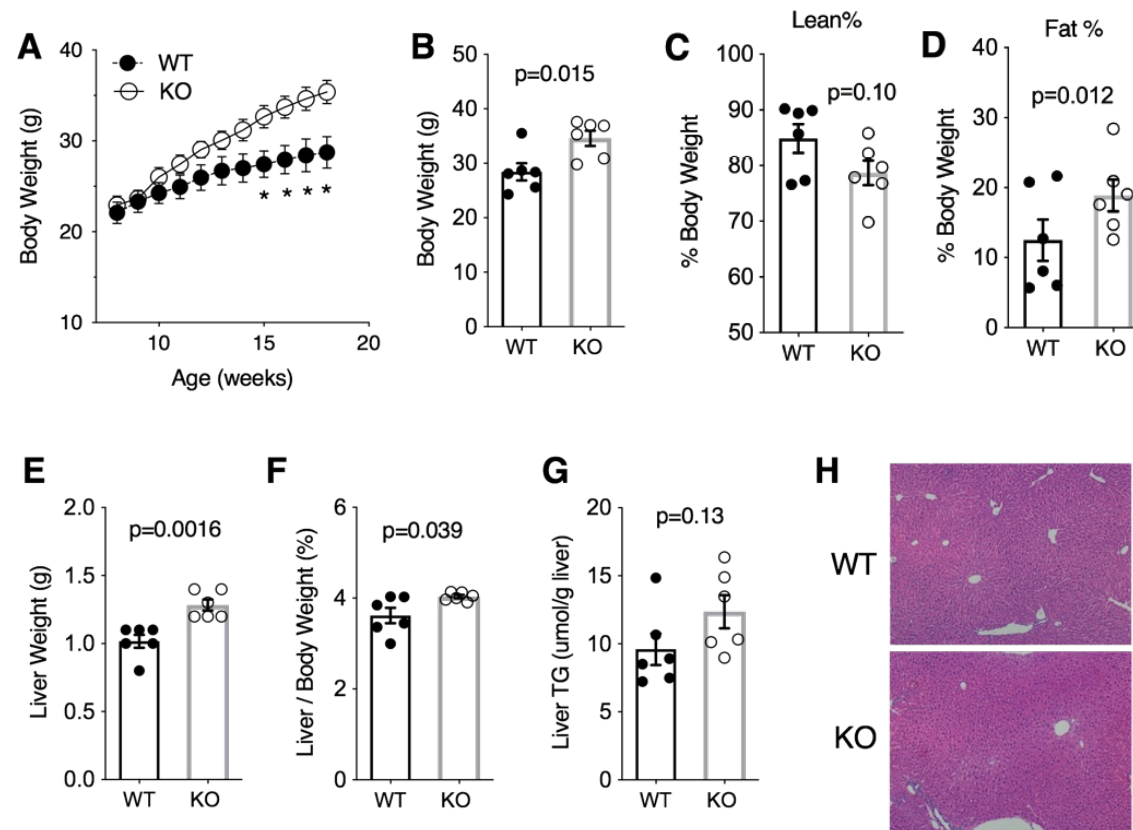 A
40
30
20
10
10
15
20
WT
KO
* * * *
Body Weight (g)
Age (weeks)
B
50
40
30
20
10
0
p=0.015
Body Weight (g)
WT KO
C
Lean%
100
90
80
70
60
50
p=0.10
% Body Weight
WT KO
D
Fat %
40
30
20
10
0
p=0.012
% Body Weight
WT KO
E
2.0
1.5
1.0
0.5
0.0
p=0.0016
Liver Weight (g)
WT KO
F
6
4
2
0
p=0.039
Liver / Body Weight (%)
WT KO
G
20
15
10
5
0
p=0.13
Liver TG (umol/g liver)
WT KO
H
WT
KO